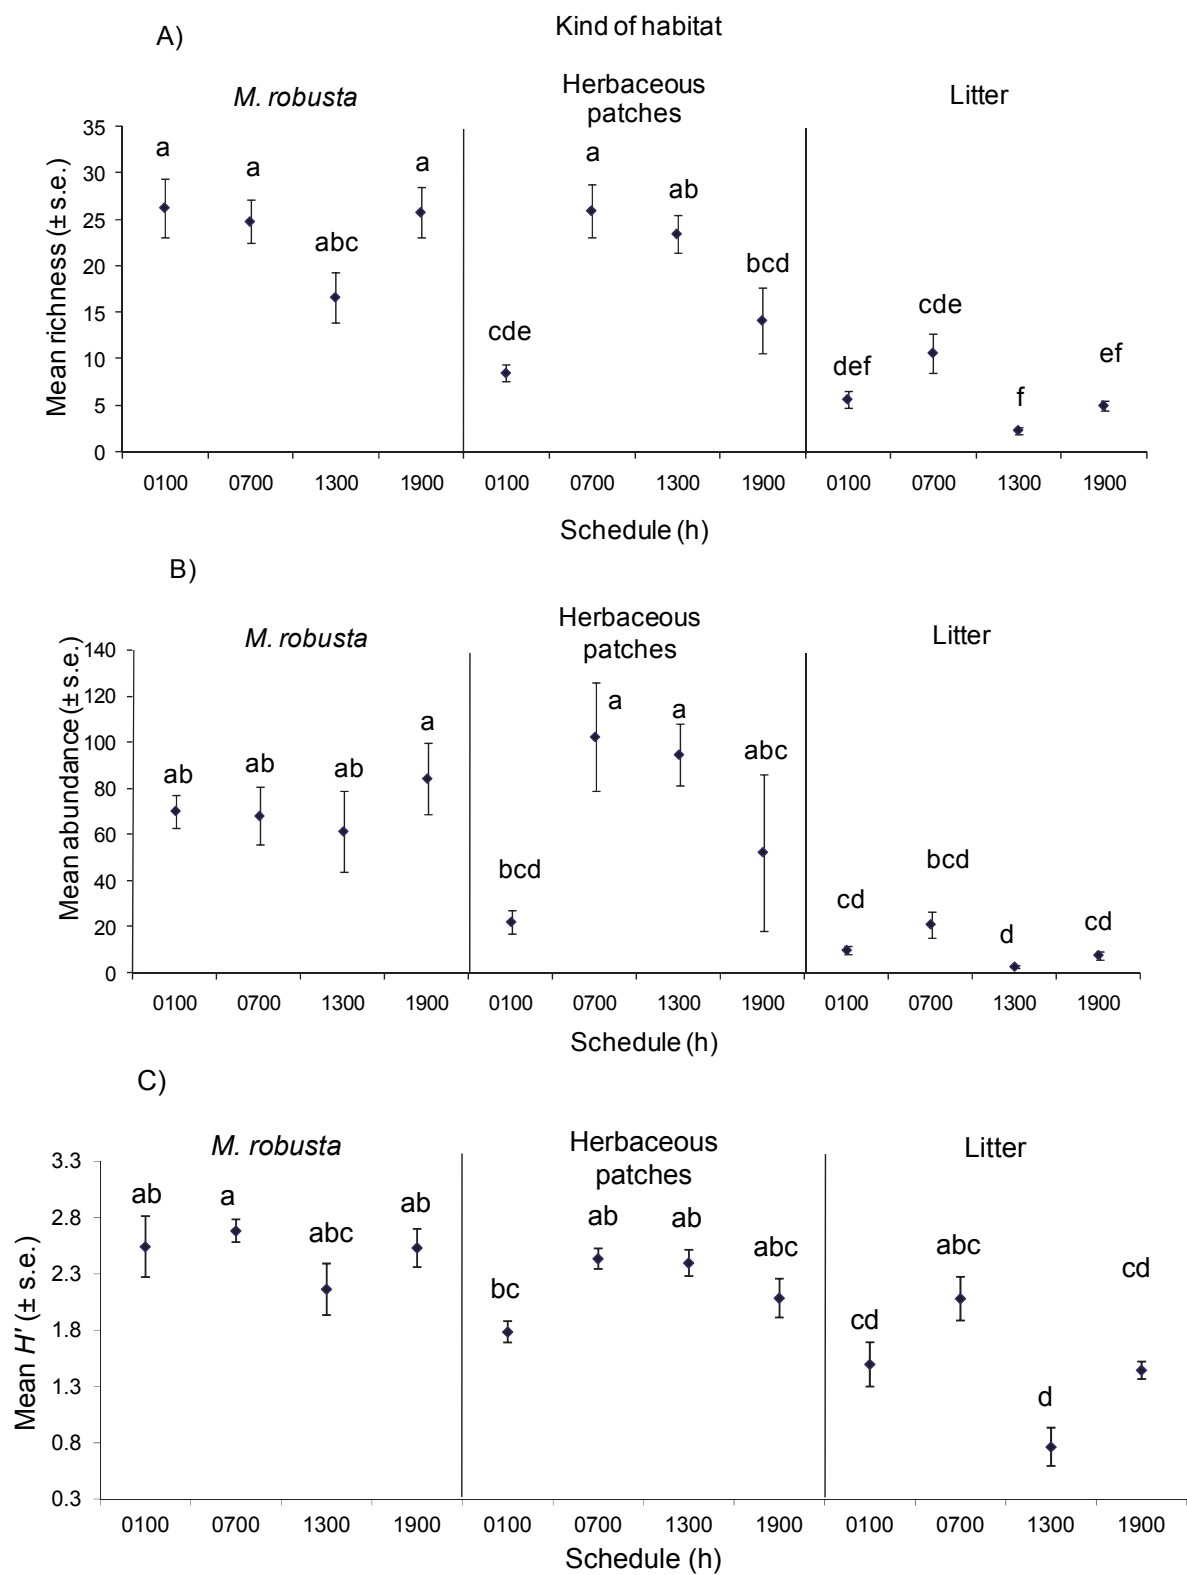 A)
Kind of habitat
M. robusta
Herbaceous
patches
Litter
Mean richness (± s.e.)
35
30
25
20
15
10
5
0
a
a
abc
a
cde
a
ab
bcd
def
cde
f
ef
0100 0700 1300 1900 0100 0700 1300 1900 0100 0700 1300 1900
Schedule (h)
B)
M. robusta
Herbaceous
patches
Litter
Mean abundance (± s.e.)
140
120
100
80
60
40
20
0
ab
ab
ab
a
bcd
a
a
abc
cd
bcd
d
cd
0100 0700 1300 1900 0100 0700 1300 1900 0100 0700 1300 1900
Schedule (h)
C)
M. robusta
Herbaceous
patches
Litter
Mean H' (± s.e.)
3.3
2.8
2.3
1.8
1.3
0.8
0.3
ab
a
abc
ab
bc
ab
ab
abc
cd
abc
d
cd
0100 0700 1300 1900 0100 0700 1300 1900 0100 0700 1300 1900
Schedule (h)